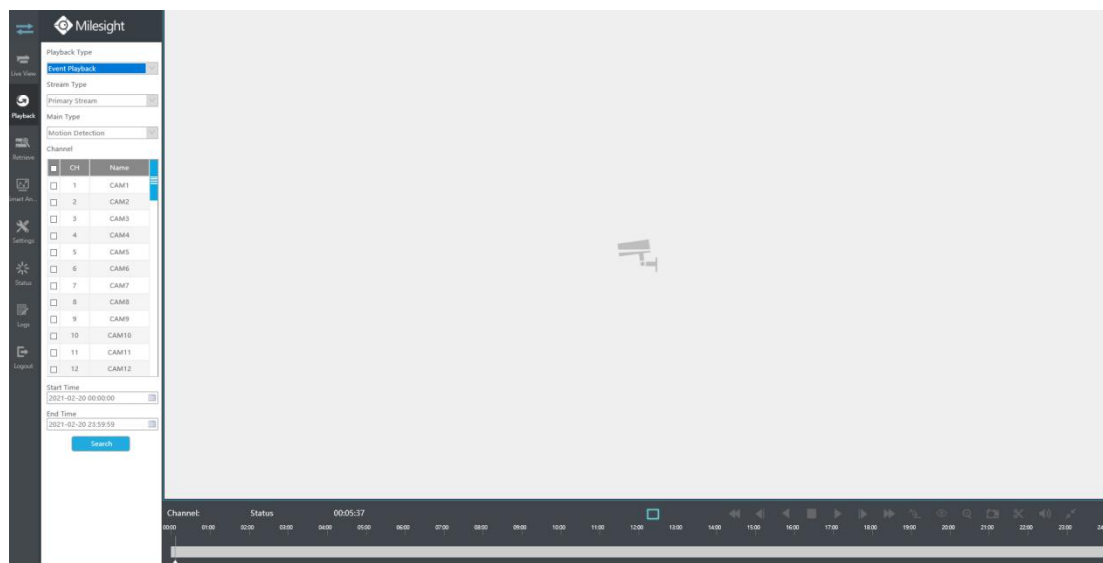 Milesight
Live View
Playback
Retrieve
Smart An...
Settings
Status
Logs
Logout
Playback Type
Event Playback
Stream Type
Primary Stream
Main Type
Motion Detection
Channel
CH Name
1 CAM1
2 CAM2
3 CAM3
4 CAM4
5 CAM5
6 CAM6
7 CAM7
8 CAM8
9 CAM9
10 CAM10
11 CAM11
12 CAM12
Start Time
2021-02-20 00:00:00
End Time
2021-02-20 23:59:59
Search
Channel: Status 00:05:37
00:00 01:00 02:00 03:00 04:00 05:00 06:00 07:00 08:00 09:00 10:00 11:00 12:00 13:00 14:00 15:00 16:00 17:00 18:00 19:00 20:00 21:00 22:00 23:00 24